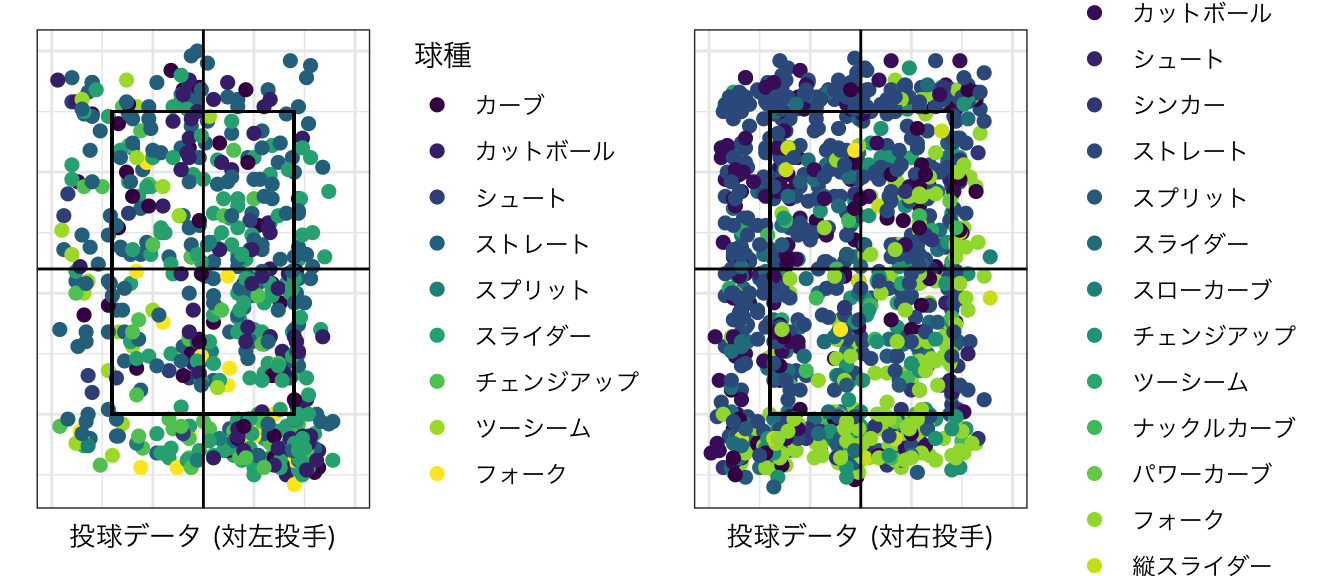 球種
カーブ
カットボール
シュート
ストレート
スプリット
スライダー
チェンジアップ
ツーシーム
フォーク
投球データ (対左投手)
カットボール
シュート
シンカー
ストレート
スプリット
スライダー
スローカーブ
チェンジアップ
ツーシーム
ナックルカーブ
パワーカーブ
フォーク
縦スライダー
投球データ (対右投手)